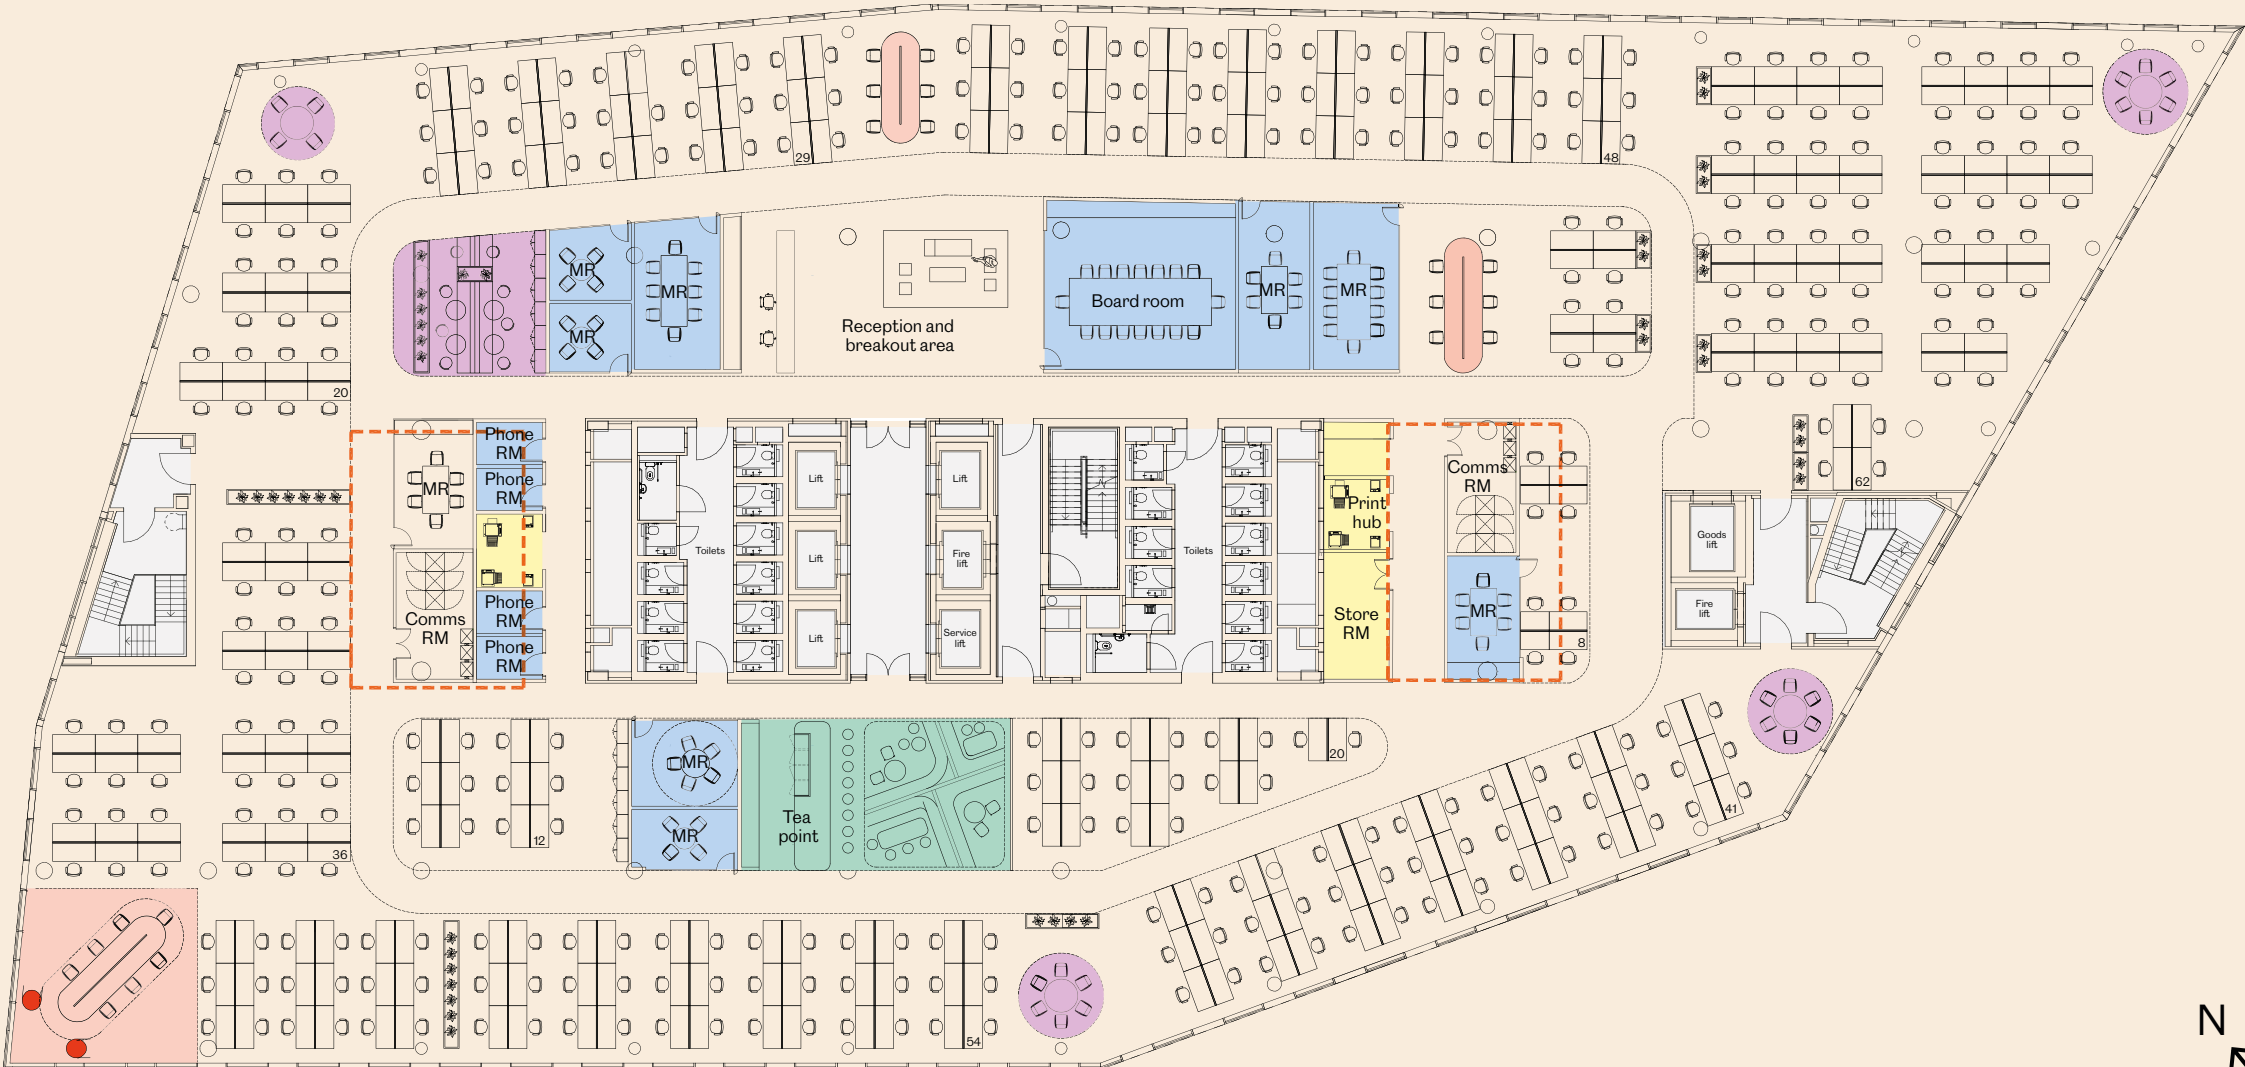 29
48
MR
MR
MR
Reception and
breakout area
Board room
MR
MR
20
Phone
RM
Phone
RM
MR
Comms
RM
Phone
RM
Phone
RM
Toilets
Lift
Lift
Lift
Lift
Fire
lift
Service
lift
Toilets
Print
hub
Store
RM
Comms
RM
MR
8
62
Goods
lift
Fire
lift
36
12
MR
MR
Tea
point
20
41
54
N